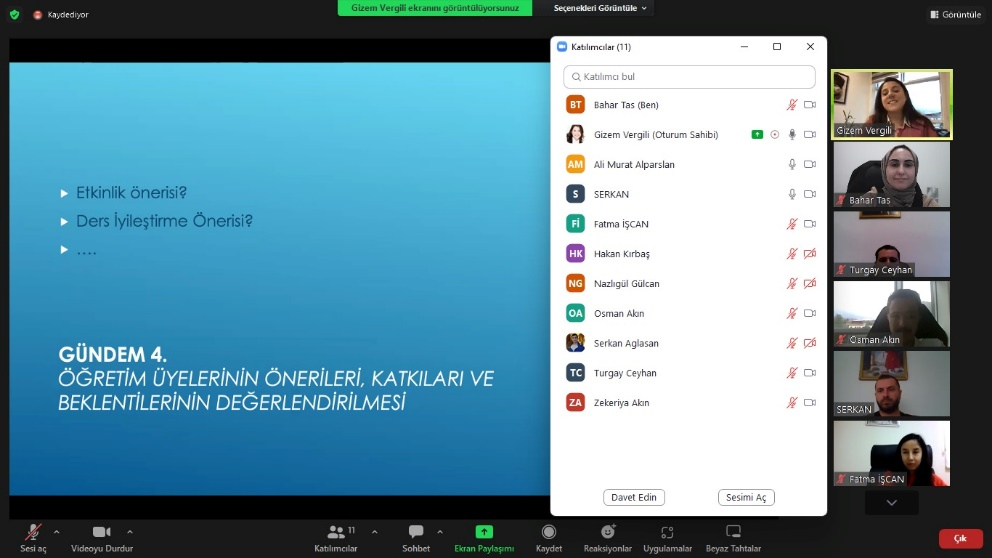 Kaydediyor
Gizem Vergili ekranını görüntülüyorsunuz
Seçenekleri Görüntüle
Görüntüle
Etkinlik önerisi?
Ders İyileştirme Önerisi?
....
GÜNDEM 4.
ÖĞRETİM ÜYELERİNİN ÖNERİLERİ, KATKILARI VE
BEKLENTİLERİNİN DEĞERLENDİRİLMESİ
Katılımcılar (11)
Katılımcı bul
BT Bahar Tas (Ben)
Gizem Vergili (Oturum Sahibi)
AM Ali Murat Alparslan
S SERKAN
Fİ Fatma İŞCAN
HK Hakan Kırbaş
NG Nazlıgül Gülcan
OA Osman Akın
Serkan Aglasan
TC Turgay Ceyhan
ZA Zekeriya Akın
Davet Edin
Sesimi Aç
Gizem Vergili
Bahar Tas
Turgay Ceyhan
Osman Akın
SERKAN
Fatma İŞCAN
Sesi aç
Videoyu Durdur
11
Katılımcılar
Sohbet
Ekran Paylaşımı
Kaydet
Reaksiyonlar
Uygulamalar
Beyaz Tahtalar
Çık